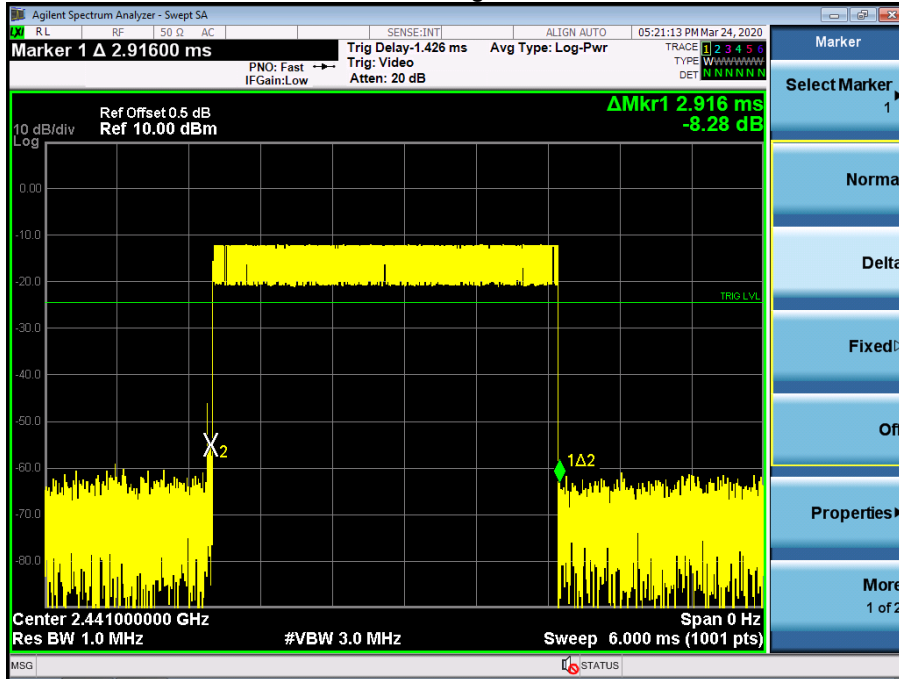 Agilent Spectrum Analyzer - Swept SA
LXI RL RF 50 Ω AC SENSE:INT ALIGN AUTO 05:21:13 PM Mar 24, 2020
Marker 1 Δ 2.91600 ms
PNO: Fast
IFGain:Low
Trig Delay-1.426 ms
Trig: Video
Atten: 20 dB
Avg Type: Log-Pwr
TRACE 1 2 3 4 5 6
TYPE WWWWWW
DET N N N N N N
Marker
Select Marker
1
Norma
Delta
Fixed
Off
Properties
More
1 of 2
ΔMkr1 2.916 ms
-8.28 dB
Ref Offset 0.5 dB
10 dB/div Ref 10.00 dBm
Log
0.00
-10.0
-20.0
TRIG LVL
-30.0
-40.0
-50.0
2
-60.0
1Δ2
-70.0
-80.0
Center 2.441000000 GHz Span 0 Hz
Res BW 1.0 MHz #VBW 3.0 MHz Sweep 6.000 ms (1001 pts)
MSG STATUS